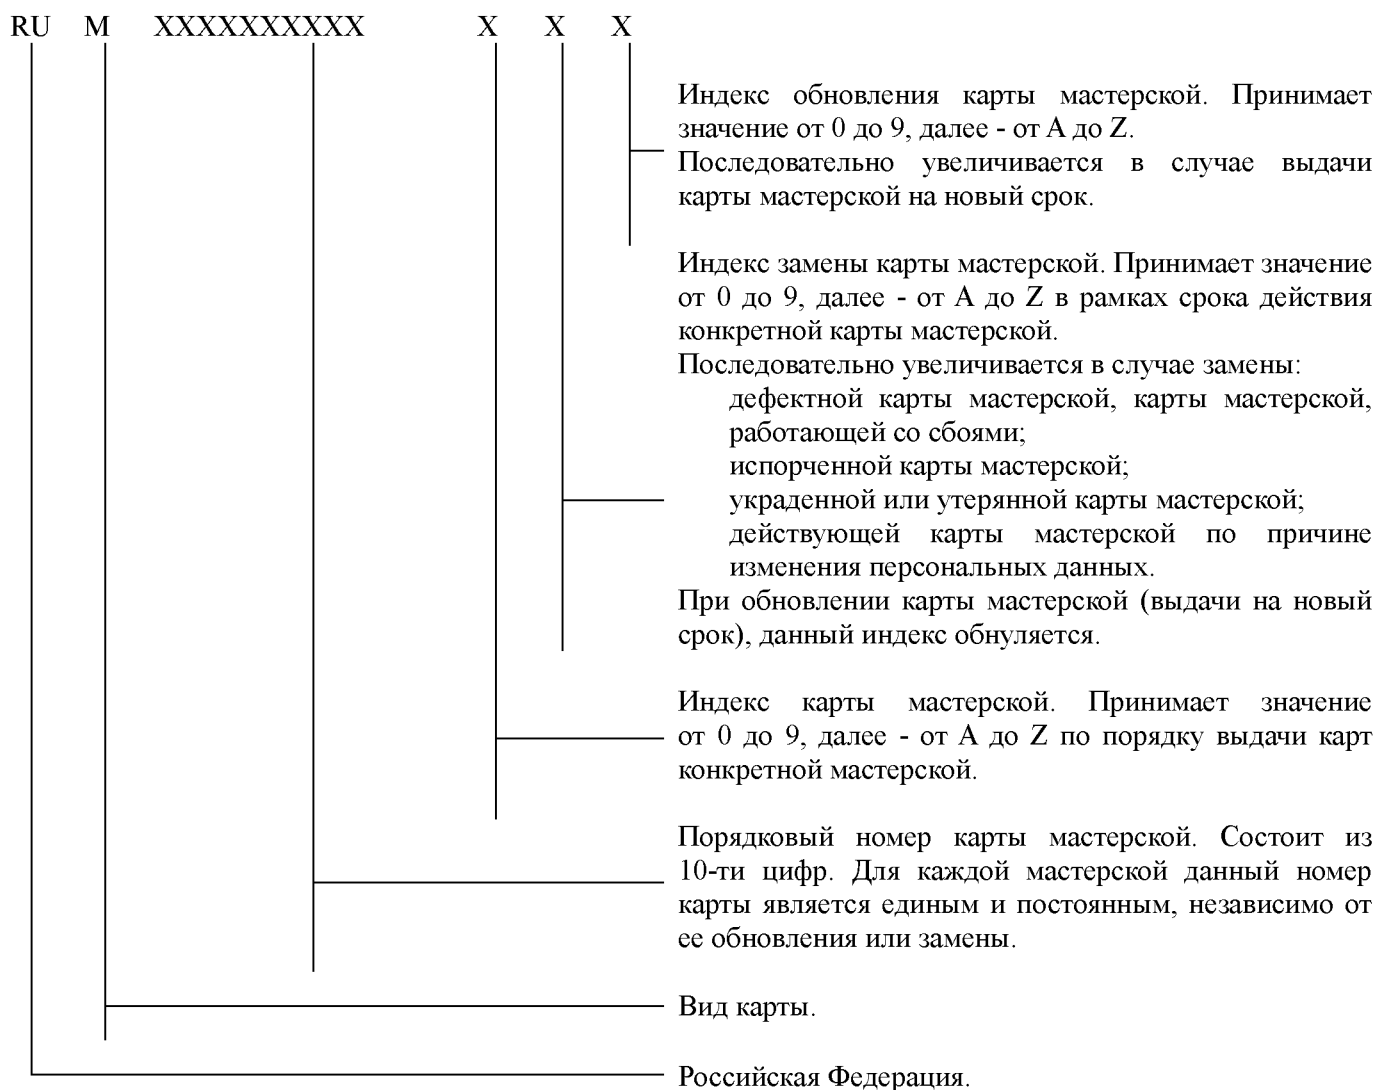 RU M XXXXXXXXXX X X X
Индекс обновления карты мастерской. Принимает
значение от 0 до 9, далее - от A до Z.
Последовательно увеличивается в случае выдачи
карты мастерской на новый срок.
Индекс замены карты мастерской. Принимает значение
от 0 до 9, далее - от A до Z в рамках срока действия
конкретной карты мастерской.
Последовательно увеличивается в случае замены:
дефектной карты мастерской, карты мастерской,
работающей со сбоями;
испорченной карты мастерской;
украденной или утерянной карты мастерской;
действующей карты мастерской по причине
изменения персональных данных.
При обновлении карты мастерской (выдачи на новый
срок), данный индекс обнуляется.
Индекс карты мастерской. Принимает значение
от 0 до 9, далее - от A до Z по порядку выдачи карт
конкретной мастерской.
Порядковый номер карты мастерской. Состоит из
10-ти цифр. Для каждой мастерской данный номер
карты является единым и постоянным, независимо от
ее обновления или замены.
Вид карты.
Российская Федерация.